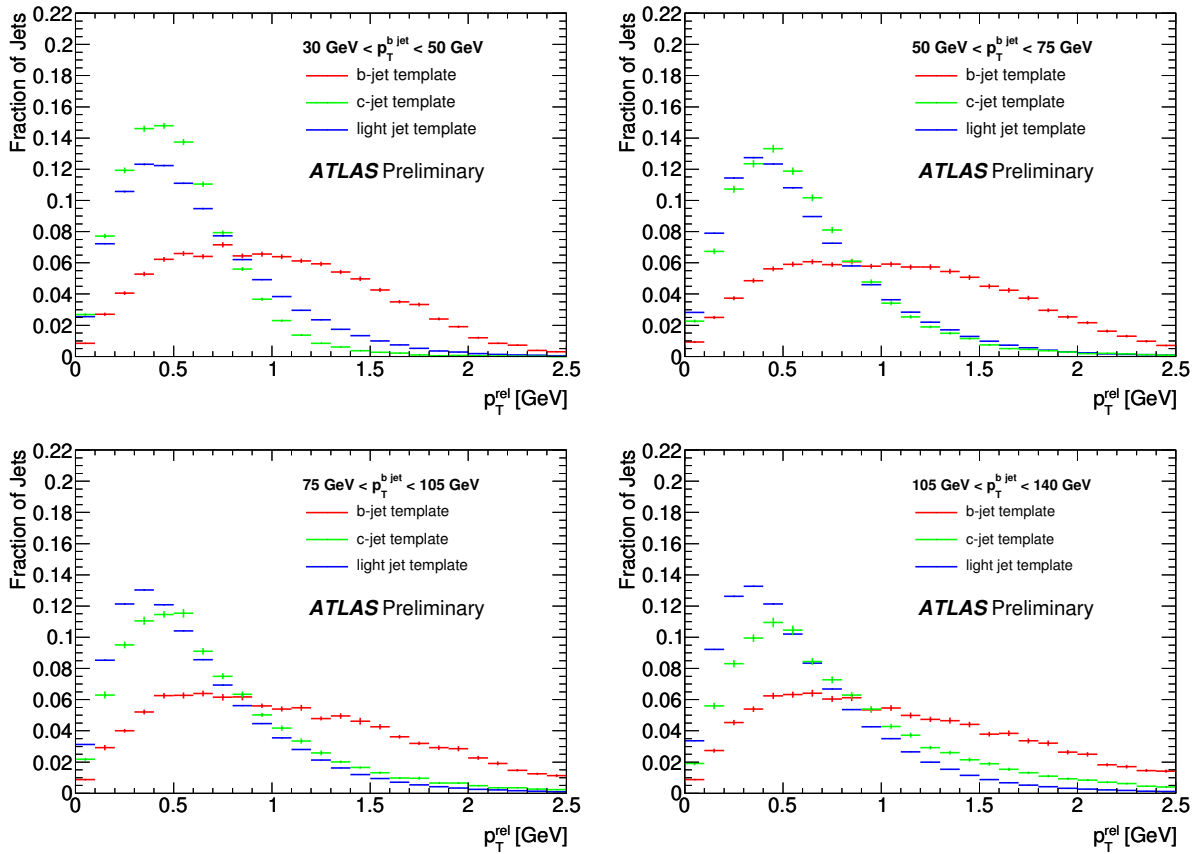 Fraction of Jets
0.22
0.2
0.18
0.16
0.14
0.12
0.1
0.08
0.06
0.04
0.02
0
30 GeV < p_T^{b jet} < 50 GeV
b-jet template
c-jet template
light jet template
ATLAS Preliminary
0 0.5 1 1.5 2 2.5
p_T^{rel} [GeV]
Fraction of Jets
0.22
0.2
0.18
0.16
0.14
0.12
0.1
0.08
0.06
0.04
0.02
0
50 GeV < p_T^{b jet} < 75 GeV
b-jet template
c-jet template
light jet template
ATLAS Preliminary
0 0.5 1 1.5 2 2.5
p_T^{rel} [GeV]
Fraction of Jets
0.22
0.2
0.18
0.16
0.14
0.12
0.1
0.08
0.06
0.04
0.02
0
75 GeV < p_T^{b jet} < 105 GeV
b-jet template
c-jet template
light jet template
ATLAS Preliminary
0 0.5 1 1.5 2 2.5
p_T^{rel} [GeV]
Fraction of Jets
0.22
0.2
0.18
0.16
0.14
0.12
0.1
0.08
0.06
0.04
0.02
0
105 GeV < p_T^{b jet} < 140 GeV
b-jet template
c-jet template
light jet template
ATLAS Preliminary
0 0.5 1 1.5 2 2.5
p_T^{rel} [GeV]